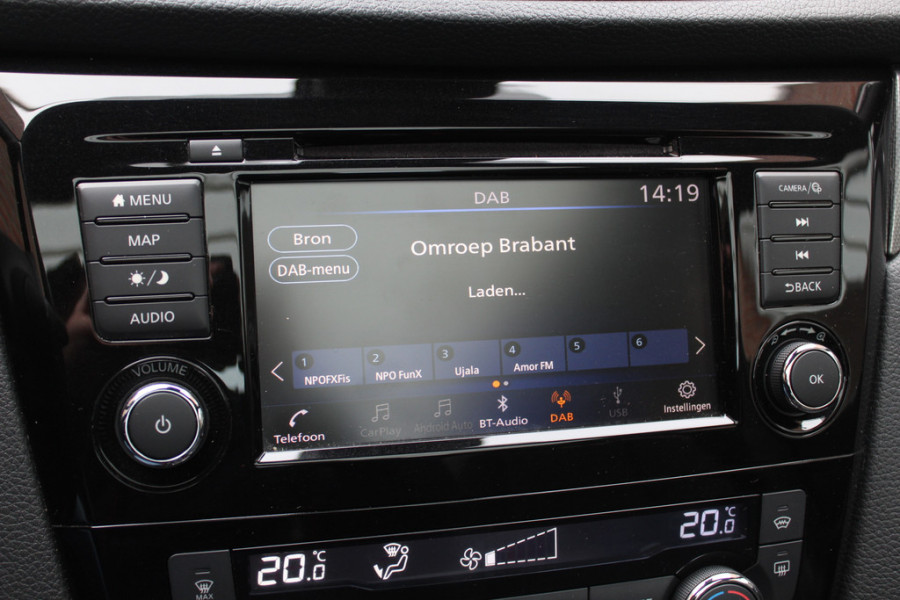 MENU
MAP
AUDIO
VOLUME
DAB
14:19
Bron
DAB-menu
Omroep Brabant
Laden...
1
NPOFXFis
2
NPO FunX
3
Ujala
4
Amor FM
5
6
Telefoon
CarPlay
Android Auto
BT-Audio
DAB
USB
Instellingen
CAMERA/
BACK
OK
20.0 °C
20.0 °C
MAX